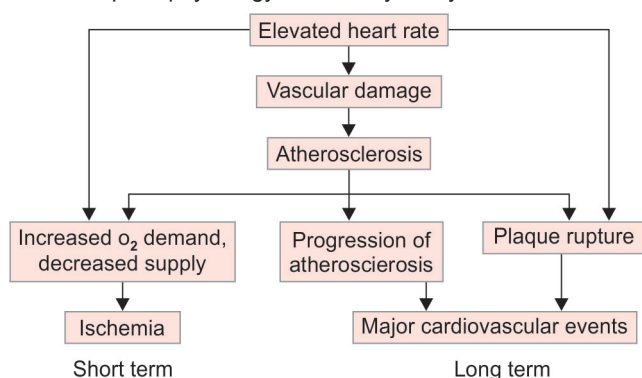 Elevated heart rate
Vascular damage
Atherosclerosis
Increased o₂ demand,
decreased supply
Progression of
atheroscierosis
Plaque rupture
Ischemia
Major cardiovascular events
Short term
Long term